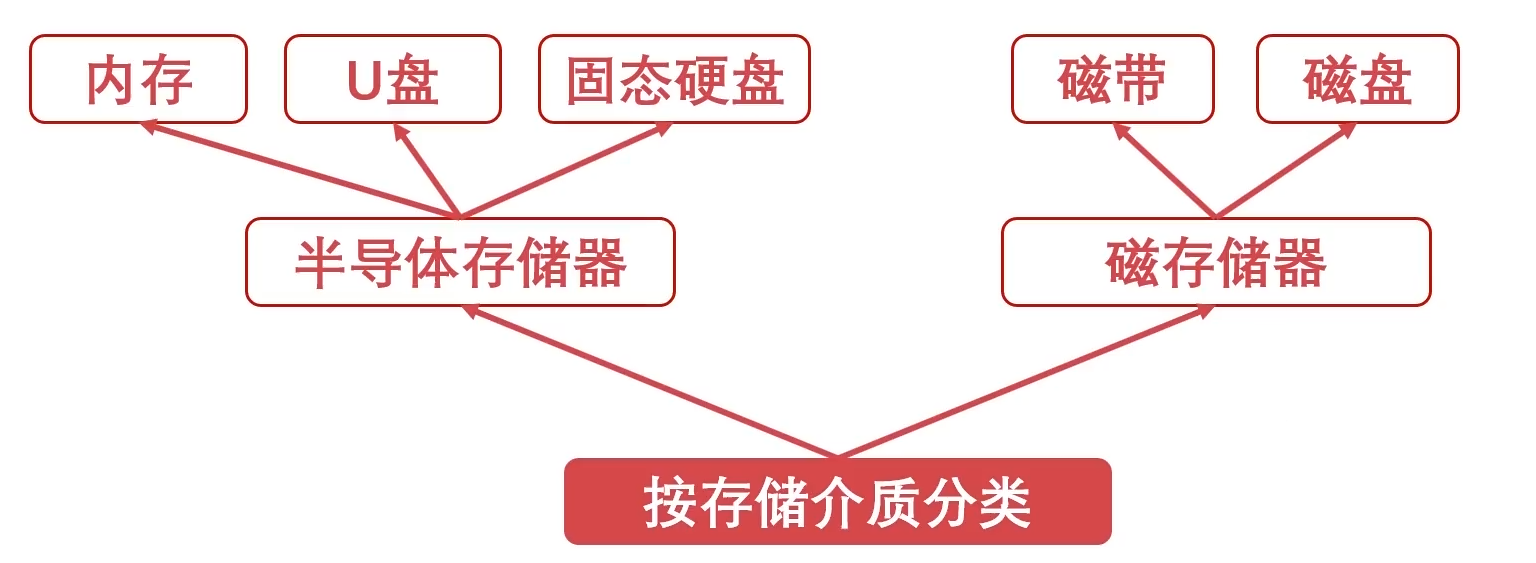 内存
U盘
固态硬盘
磁带
磁盘
半导体存储器
磁存储器
按存储介质分类